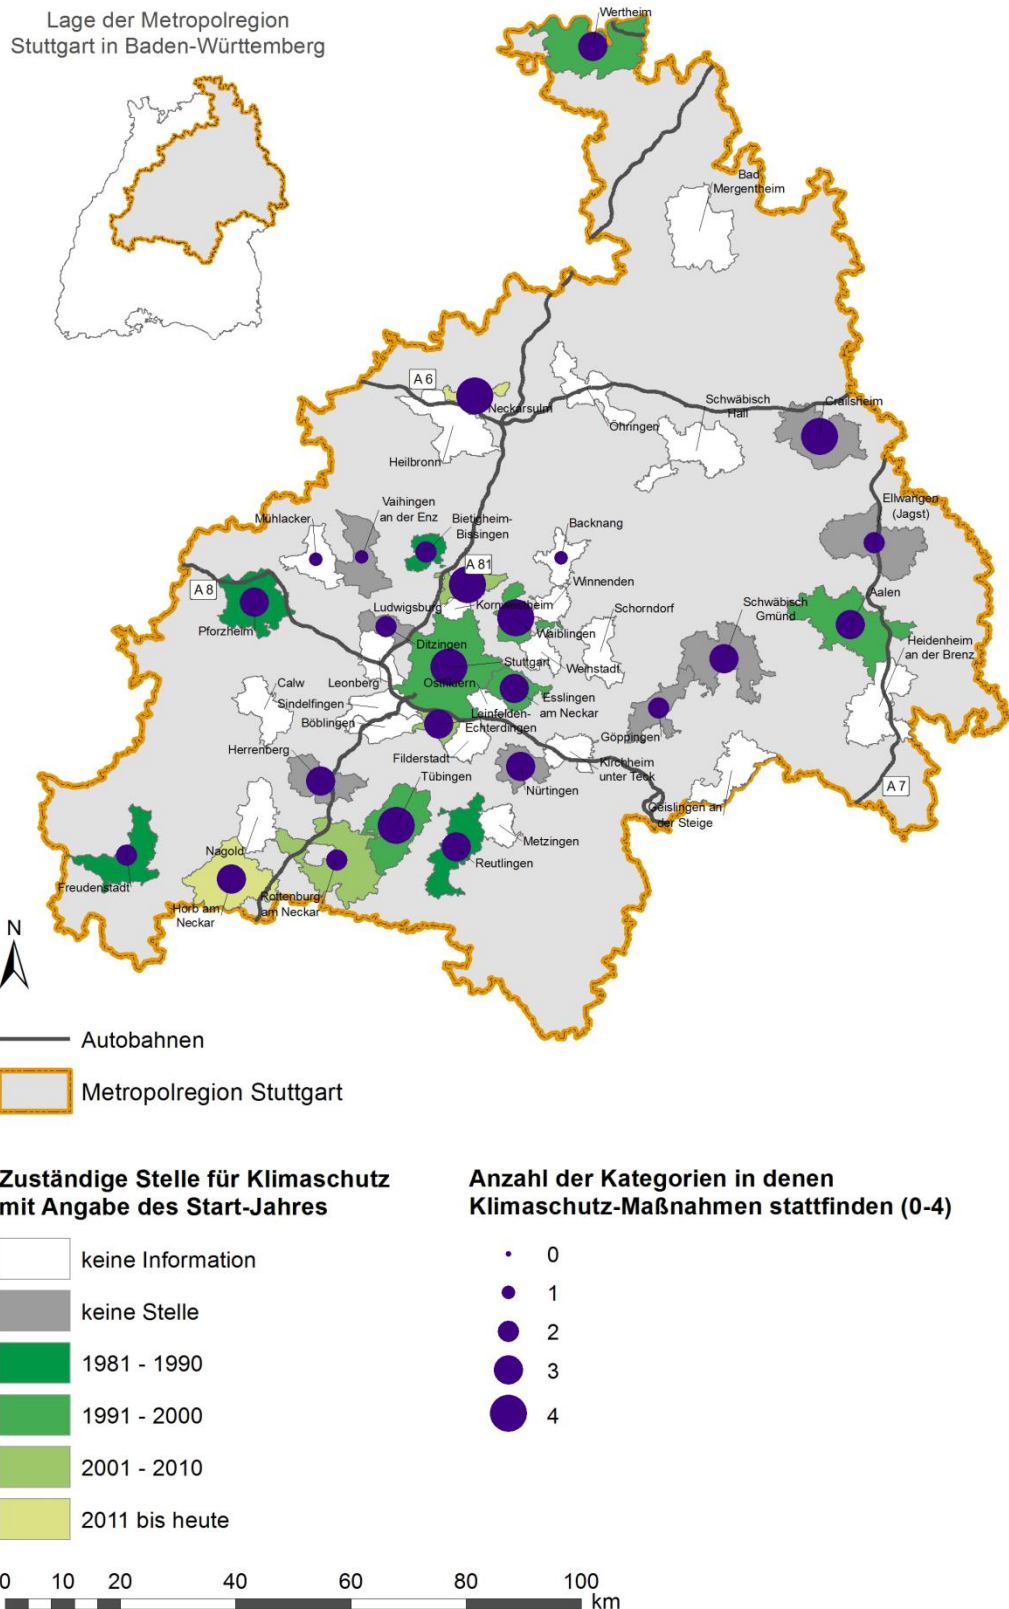 Lage der Metropolregion
Stuttgart in Baden-Württemberg
Wertheim
Bad
Mergentheim
A 6
Neckarsulm
Öhringen
Schwäbisch
Hall
Crailsheim
Heilbronn
Ellwangen
(Jagst)
Mühlacker
Vaihingen
an der Enz
Bietigheim-
Bissingen
Backnang
A 81
A 8
Winnenden
Pforzheim
Ludwigsburg
Kornwestheim
Schorndorf
Schwäbisch
Gmünd
Aalen
Ditzingen
Waiblingen
Heidenheim
an der Brenz
Stuttgart
Weinstadt
Calw
Leonberg
Ostfildern
Sindelfingen
Esslingen
am Neckar
Böblingen
Leinfelden-
Echterdingen
Göppingen
Herrenberg
Filderstadt
Kirchheim
unter Teck
Tübingen
Nürtingen
A 7
Geislingen an
der Steige
Metzingen
Nagold
Reutlingen
Freudenstadt
Rottenburg
am Neckar
Horb am
Neckar
N
Autobahnen
Metropolregion Stuttgart
Zuständige Stelle für Klimaschutz
mit Angabe des Start-Jahres
keine Information
keine Stelle
1981 - 1990
1991 - 2000
2001 - 2010
2011 bis heute
Anzahl der Kategorien in denen
Klimaschutz-Maßnahmen stattfinden (0-4)
0
1
2
3
4
0 10 20 40 60 80 100
km